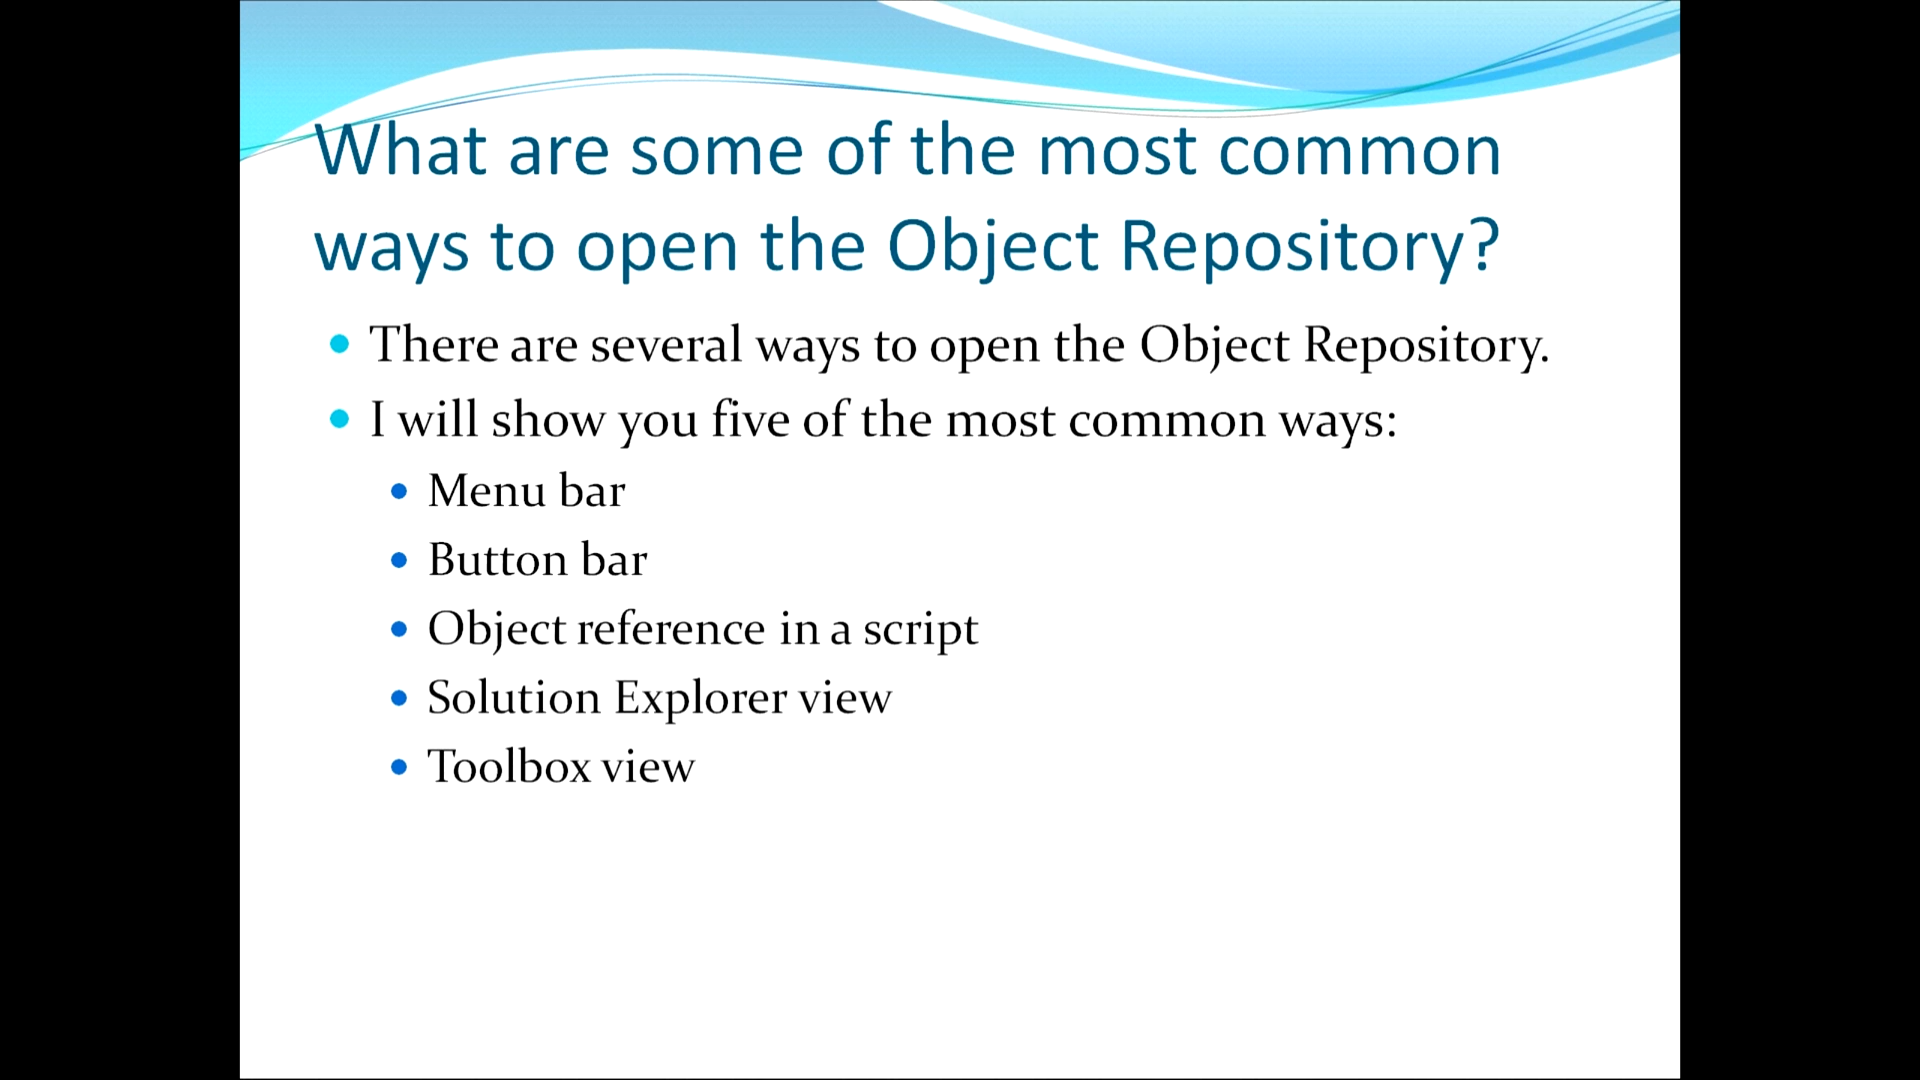 What are some of the most common
ways to open the Object Repository?
There are several ways to open the Object Repository.
I will show you five of the most common ways:
Menu bar
Button bar
Object reference in a script
Solution Explorer view
Toolbox view